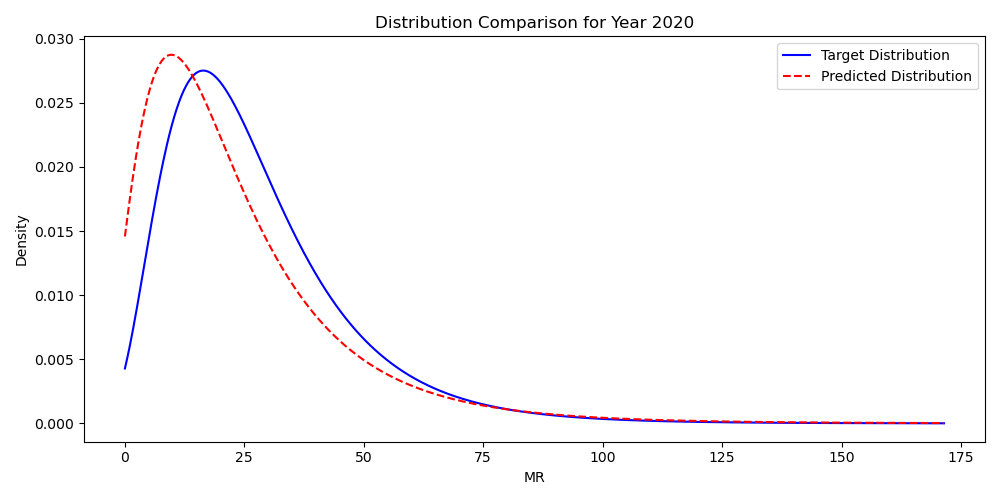 Distribution Comparison for Year 2020
Target Distribution
Predicted Distribution
0.030
0.025
0.020
0.015
0.010
0.005
0.000
Density
0 25 50 75 100 125 150 175
MR